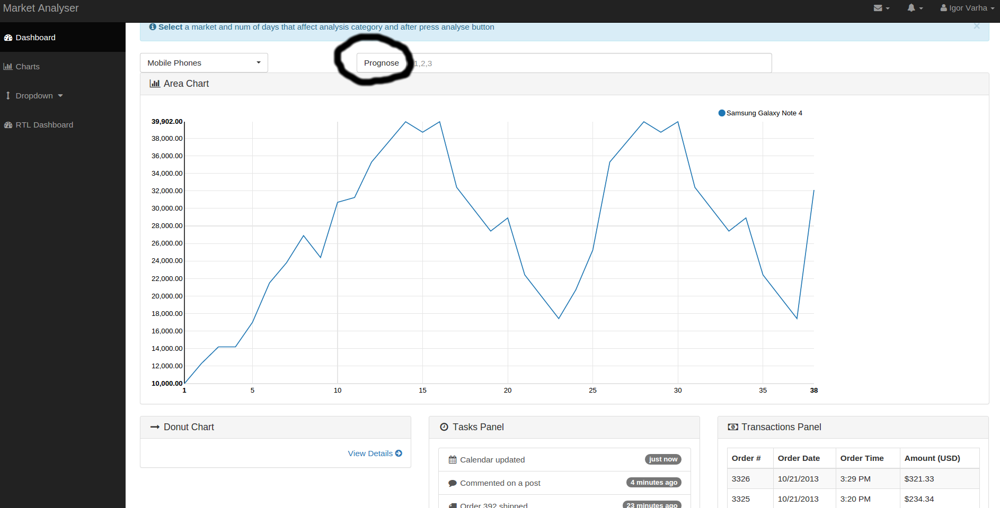 Market Analyser
Igor Varha
Select a market and num of days that affect analysis category and after press analyse button
×
Dashboard
Charts
Dropdown
RTL Dashboard
Mobile Phones
Prognose
1,2,3
Area Chart
Samsung Galaxy Note 4
39,902.00
38,000.00
36,000.00
34,000.00
32,000.00
30,000.00
28,000.00
26,000.00
24,000.00
22,000.00
20,000.00
18,000.00
16,000.00
14,000.00
12,000.00
10,000.00
1 5 10 15 20 25 30 35 38
Donut Chart
View Details
Tasks Panel
Calendar updated just now
Commented on a post 4 minutes ago
Order 392 shipped 23 minutes ago
Transactions Panel
Order # Order Date Order Time Amount (USD)
3326 10/21/2013 3:29 PM $321.33
3325 10/21/2013 3:20 PM $234.34